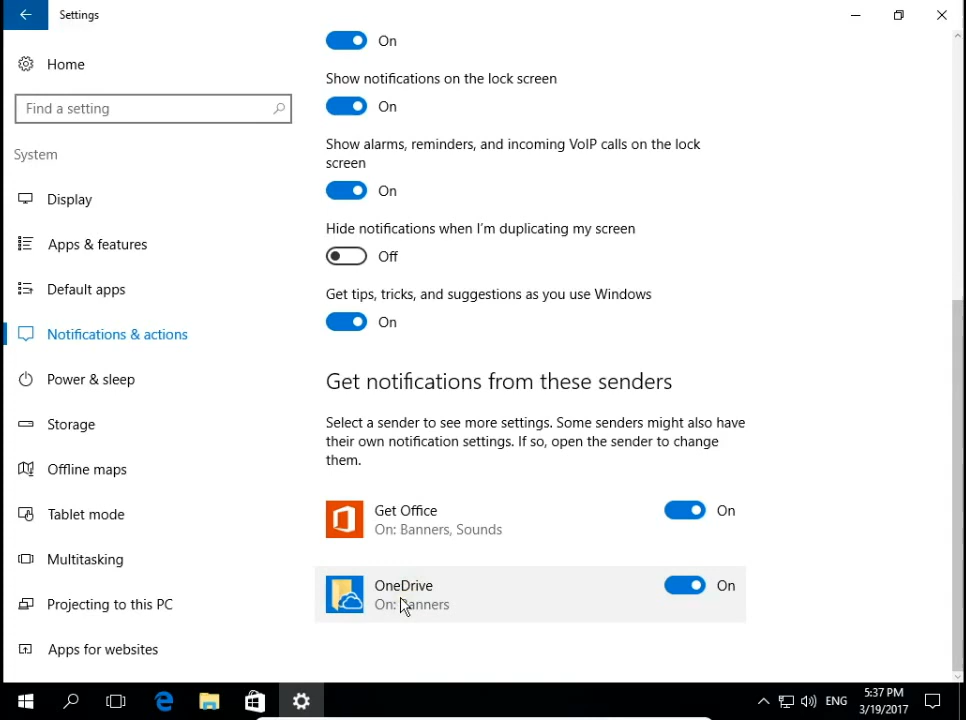 Settings
Home
Find a setting
System
Display
Apps & features
Default apps
Notifications & actions
Power & sleep
Storage
Offline maps
Tablet mode
Multitasking
Projecting to this PC
Apps for websites
On
Show notifications on the lock screen
On
Show alarms, reminders, and incoming VoIP calls on the lock
screen
On
Hide notifications when I'm duplicating my screen
Off
Get tips, tricks, and suggestions as you use Windows
On
Get notifications from these senders
Select a sender to see more settings. Some senders might also have
their own notification settings. If so, open the sender to change
them.
Get Office
On: Banners, Sounds
On
OneDrive
On: Banners
On
ENG
5:37 PM
3/19/2017